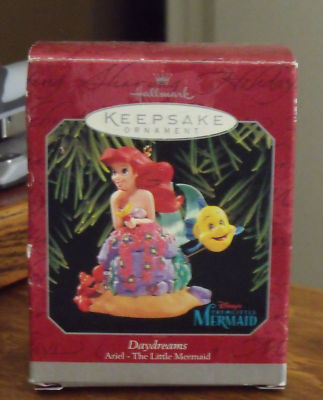 Hallmark
KEEPSAKE
ORNAMENT
Disney's
THE LITTLE
MERMAID
Daydreams
Ariel - The Little Mermaid